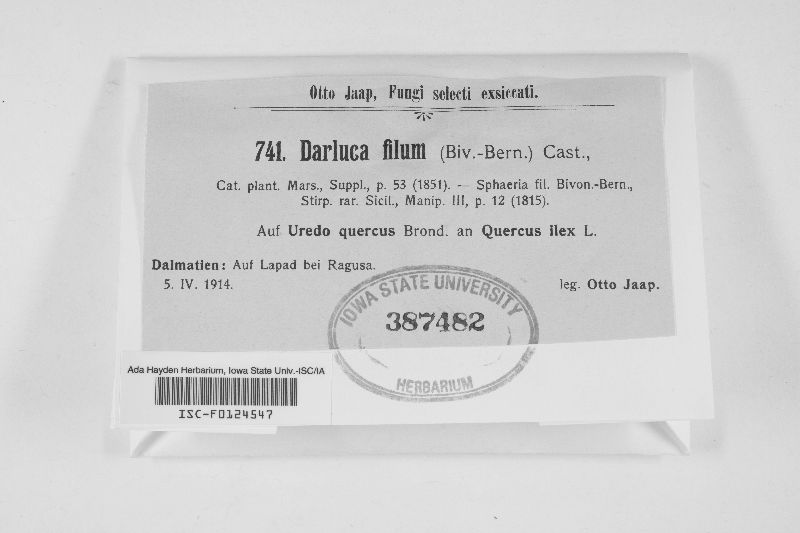 Otto Jaap, Fungi selecti exsiccati.
741. Darluca filum (Biv.-Bern.) Cast.,
Cat. plant. Mars., Suppl., p. 53 (1851). — Sphaeria fil. Bivon.-Bern.,
Stirp. rar. Sicil., Manip. III, p. 12 (1815).
Auf Uredo quercus Brond. an Quercus ilex L.
Dalmatien: Auf Lapad bei Ragusa.
5. IV. 1914.
leg. Otto Jaap.
IOWA STATE UNIVERSITY
387482
HERBARIUM
Ada Hayden Herbarium, Iowa State Univ.-ISC/IA
ISC-F0124547